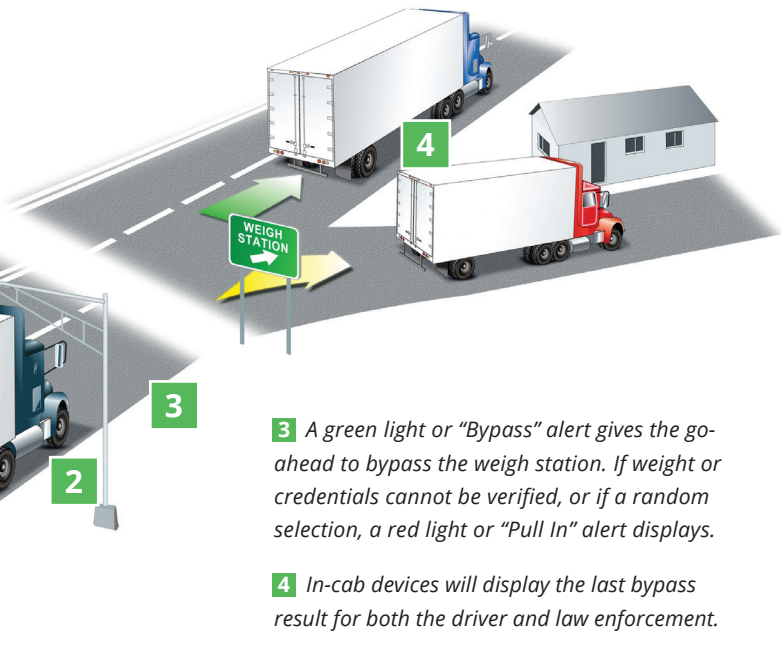 4
WEIGH
STATION
3
2
3 A green light or “Bypass” alert gives the go-
ahead to bypass the weigh station. If weight or
credentials cannot be verified, or if a random
selection, a red light or “Pull In” alert displays.
4 In-cab devices will display the last bypass
result for both the driver and law enforcement.